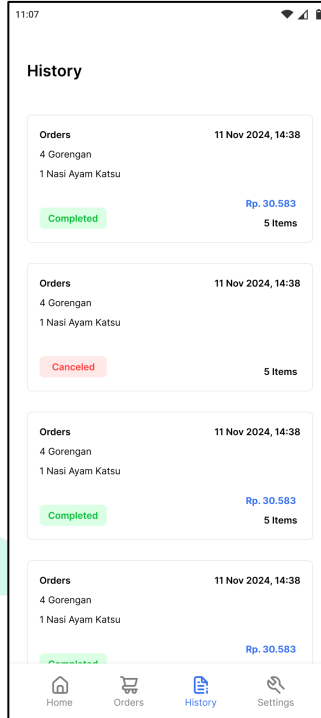 11:07
History
Orders 11 Nov 2024, 14:38
4 Gorengan
1 Nasi Ayam Katsu
Rp. 30.583
Completed
5 Items
Orders 11 Nov 2024, 14:38
4 Gorengan
1 Nasi Ayam Katsu
Canceled
5 Items
Orders 11 Nov 2024, 14:38
4 Gorengan
1 Nasi Ayam Katsu
Rp. 30.583
Completed
5 Items
Orders 11 Nov 2024, 14:38
4 Gorengan
1 Nasi Ayam Katsu
Rp. 30.583
Completed
Home Orders History Settings